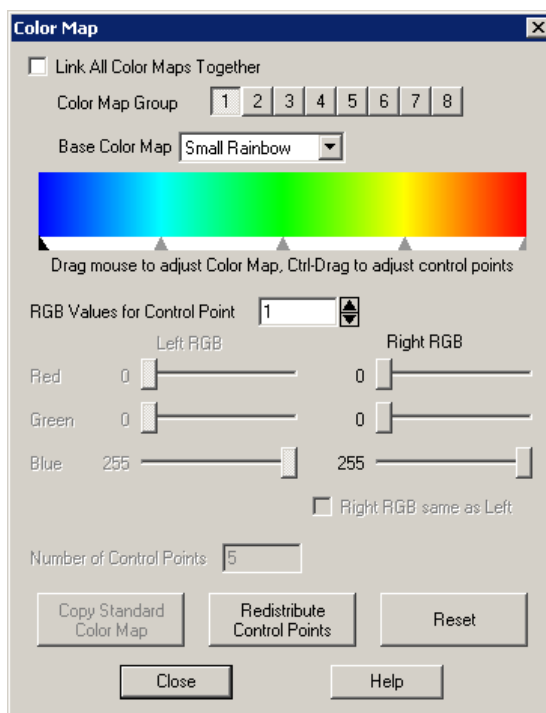 Color Map
Link All Color Maps Together
Color Map Group 1 2 3 4 5 6 7 8
Base Color Map Small Rainbow
Drag mouse to adjust Color Map, Ctrl-Drag to adjust control points
RGB Values for Control Point 1
Left RGB Right RGB
Red 0 0
Green 0 0
Blue 255 255
Right RGB same as Left
Number of Control Points 5
Copy Standard Color Map
Redistribute Control Points
Reset
Close Help